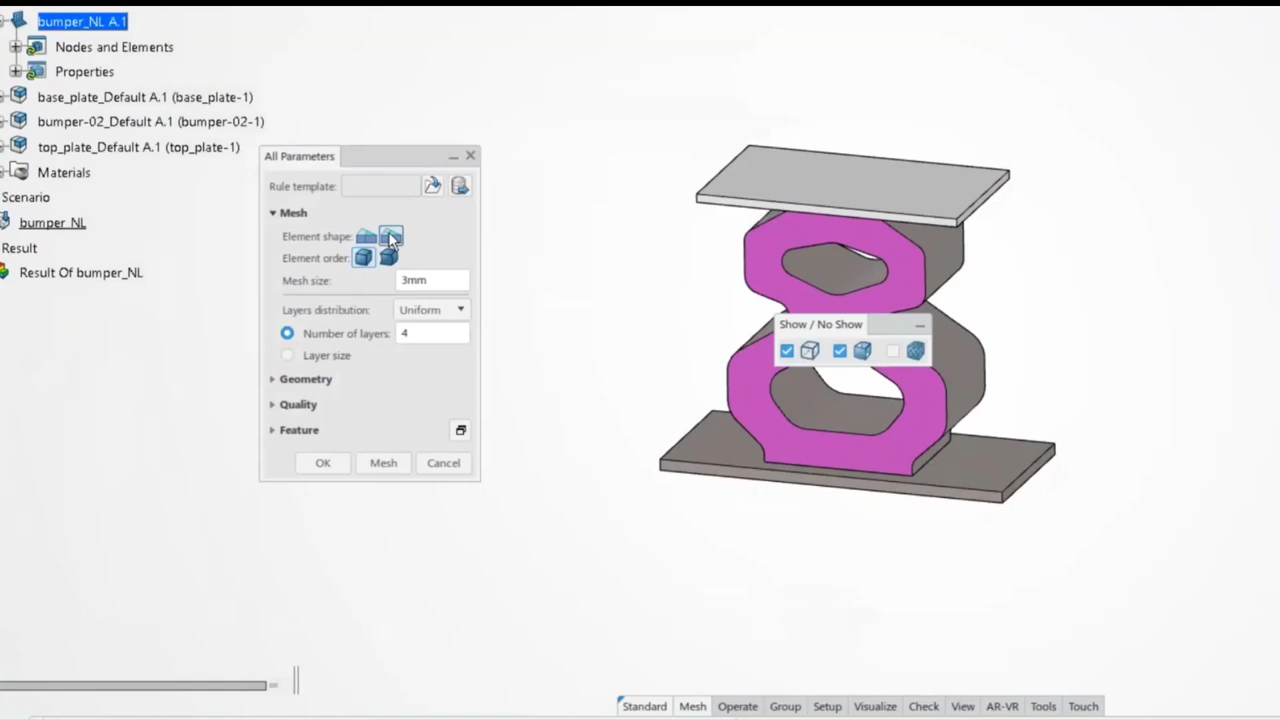 bumper_NL A.1
Nodes and Elements
Properties
base_plate_Default A.1 (base_plate-1)
bumper-02_Default A.1 (bumper-02-1)
top_plate_Default A.1 (top_plate-1)
Materials
Scenario
bumper_NL
Result
Result Of bumper_NL
All Parameters
Rule template:
Mesh
Element shape:
Element order:
Mesh size: 3mm
Layers distribution: Uniform
Number of layers: 4
Layer size
Geometry
Quality
Feature
OK Mesh Cancel
Show / No Show
Standard Mesh Operate Group Setup Visualize Check View AR-VR Tools Touch